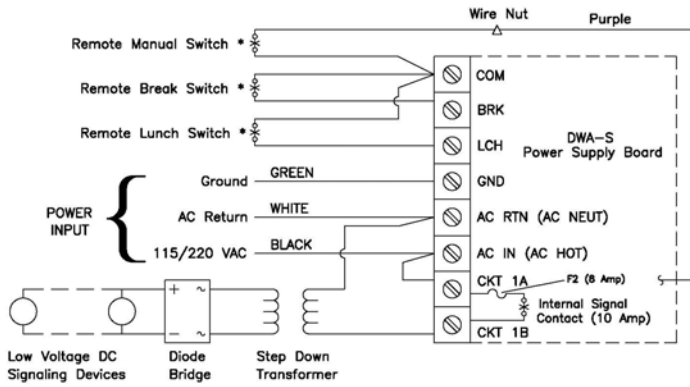 Wire Nut
Purple
Remote Manual Switch *
COM
Remote Break Switch *
BRK
Remote Lunch Switch *
LCH
DWA-S
Power Supply Board
Ground
GREEN
GND
POWER
INPUT
AC Return
WHITE
AC RTN (AC NEUT)
115/220 VAC
BLACK
AC IN (AC HOT)
CKT 1A
F2 (8 Amp)
Internal Signal
Contact (10 Amp)
CKT 1B
+ ~
- ~
Low Voltage DC
Signaling Devices
Diode
Bridge
Step Down
Transformer